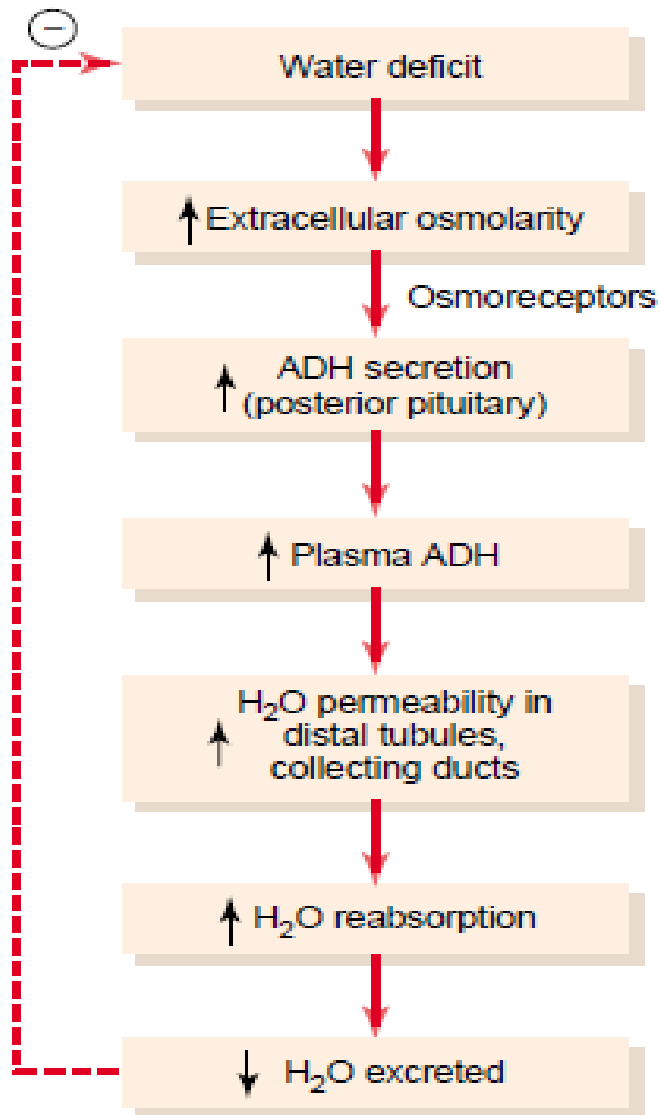 −
Water deficit
↑ Extracellular osmolarity
Osmoreceptors
↑ ADH secretion
(posterior pituitary)
↑ Plasma ADH
↑ H₂O permeability in
distal tubules,
collecting ducts
↑ H₂O reabsorption
↓ H₂O excreted